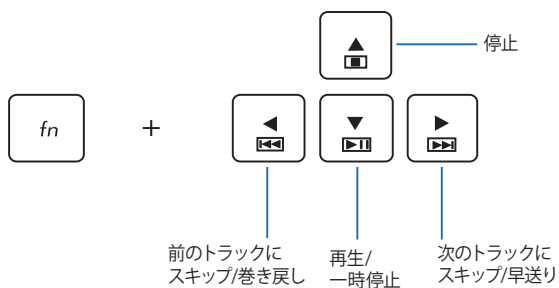 停止
fn
+
前のトラックに
スキップ/巻き戻し
再生/
一時停止
次のトラックに
スキップ/早送り